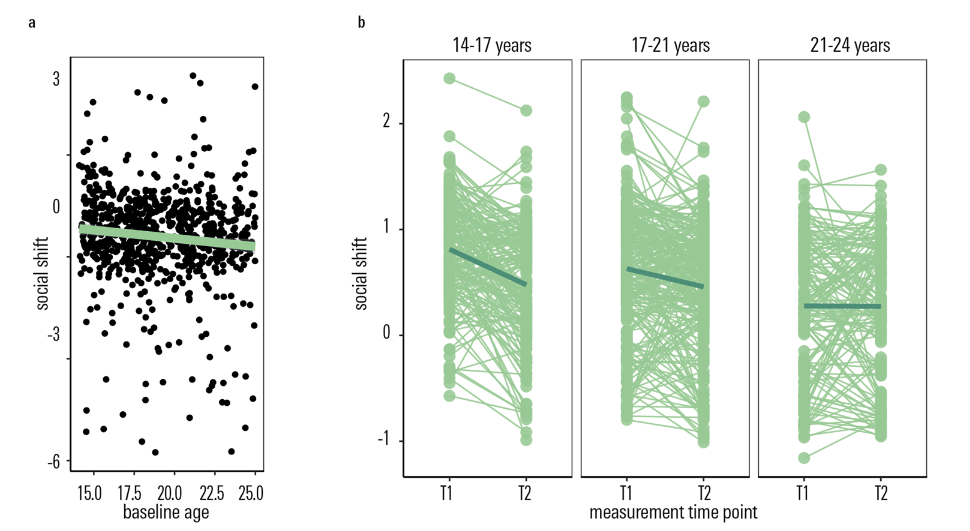 a
social shift
3
0
-3
-6
15.0 17.5 20.0 22.5 25.0
baseline age
b
14-17 years 17-21 years 21-24 years
social shift
2
1
0
-1
T1 T2 T1 T2 T1 T2
measurement time point